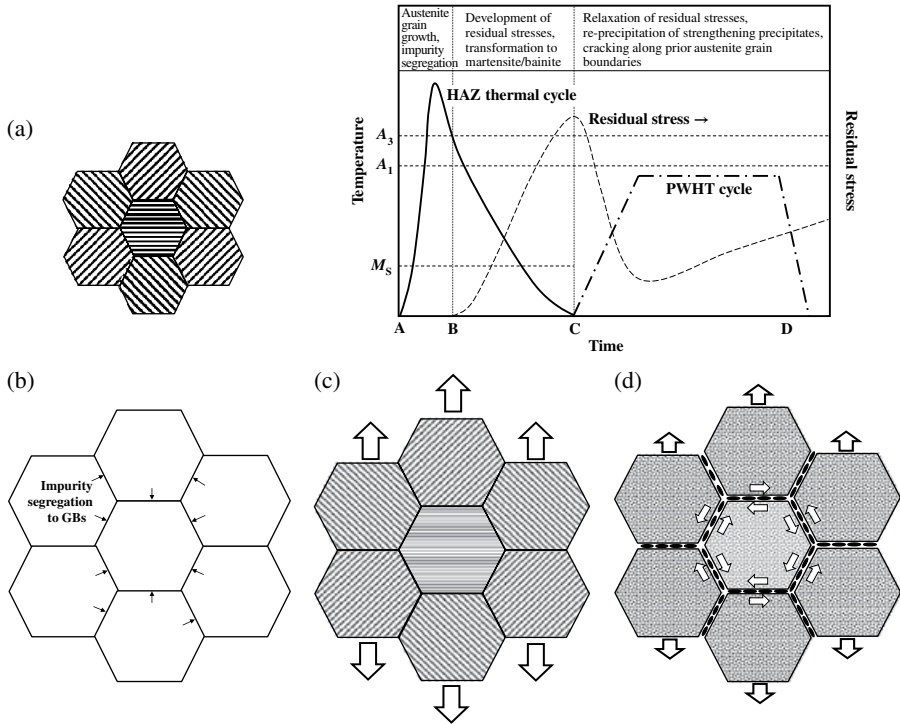 Austenite
grain
growth,
impurity
segregation
Development of
residual stresses,
transformation to
martensite/bainite
Relaxation of residual stresses,
re-precipitation of strengthening precipitates,
cracking along prior austenite grain
boundaries
HAZ thermal cycle
Residual stress →
PWHT cycle
Temperature
Residual stress
A3
A1
MS
A
B
C
D
Time
(a)
(b)
Impurity
segregation
to GBs
(c)
(d)